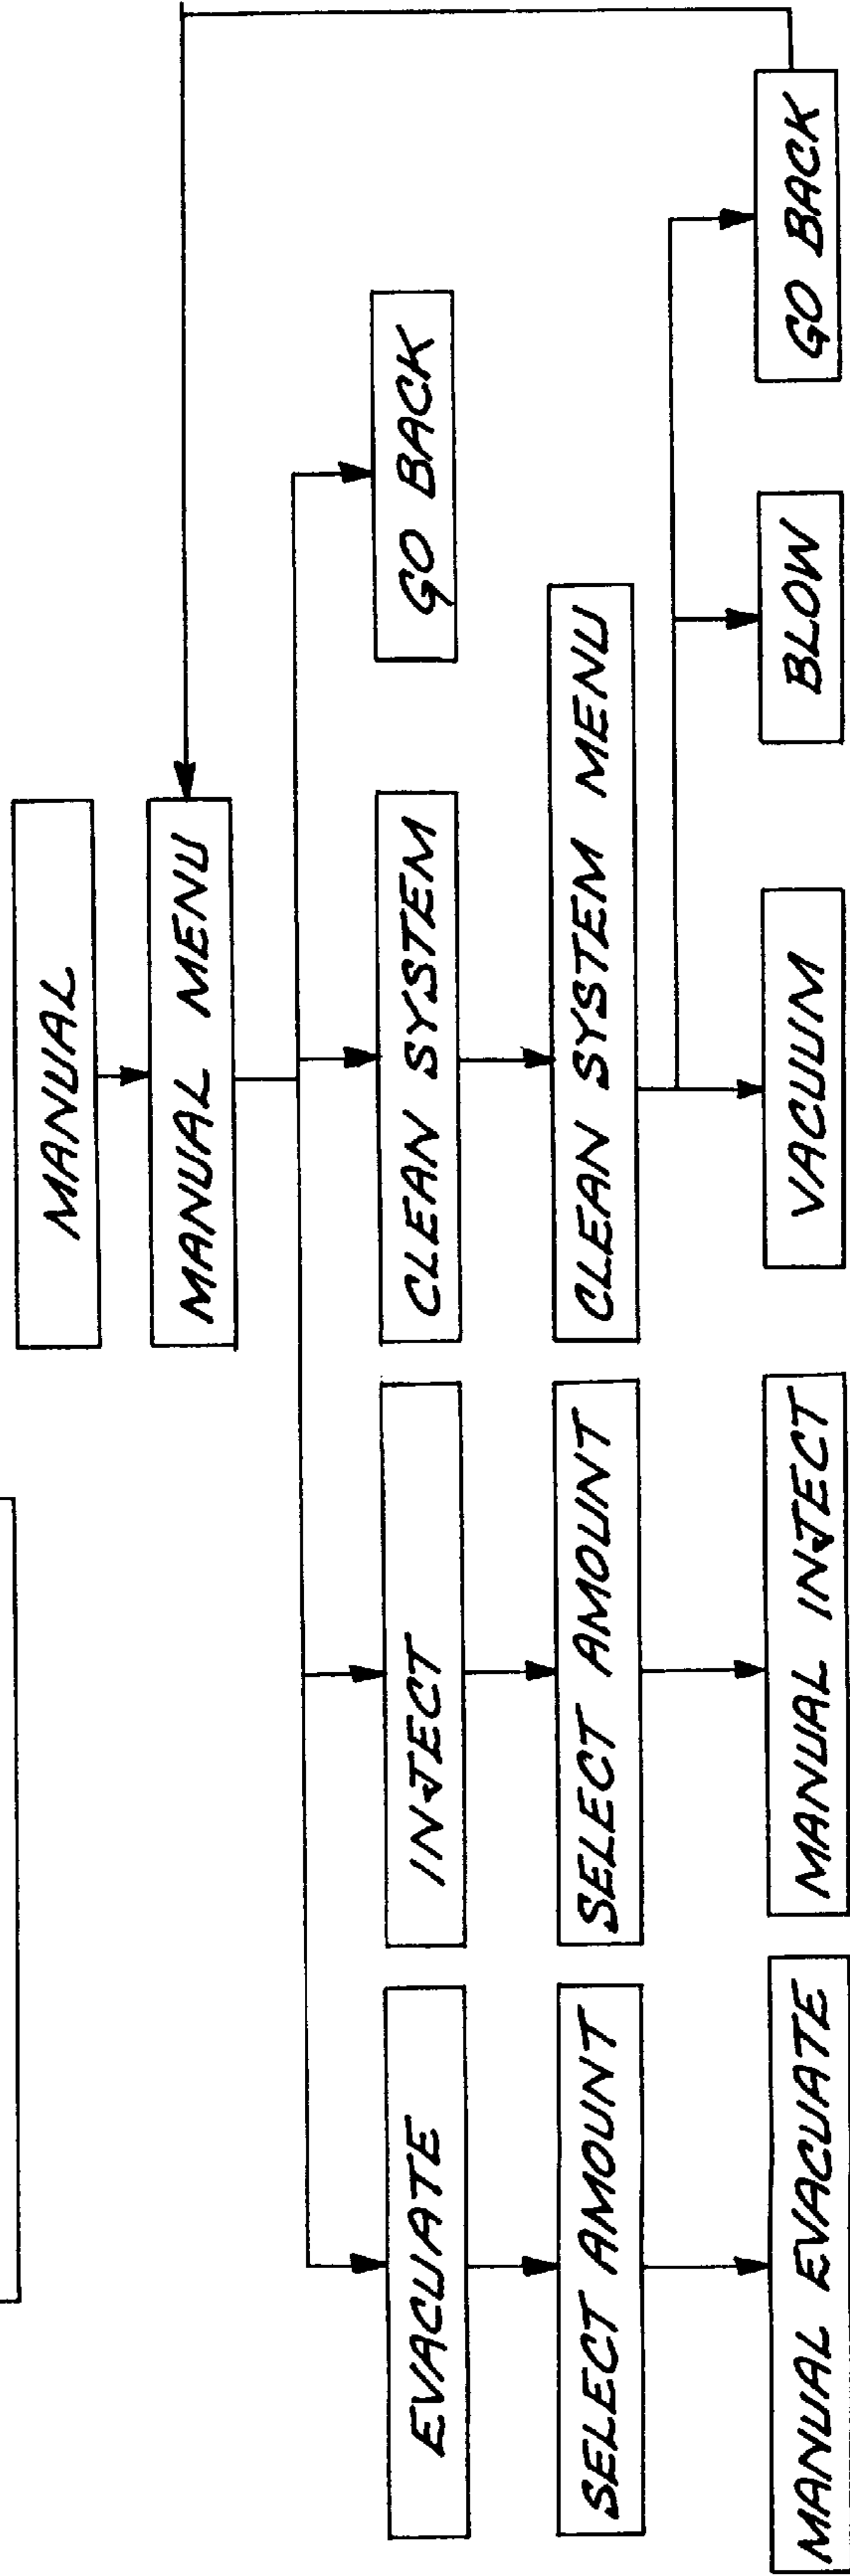 MANUAL
MANUAL MENU
EVACUATE
INJECT
CLEAN SYSTEM
GO BACK
SELECT AMOUNT
SELECT AMOUNT
CLEAN SYSTEM MENU
MANUAL EVACUATE
MANUAL INJECT
VACUUM
BLOW
GO BACK